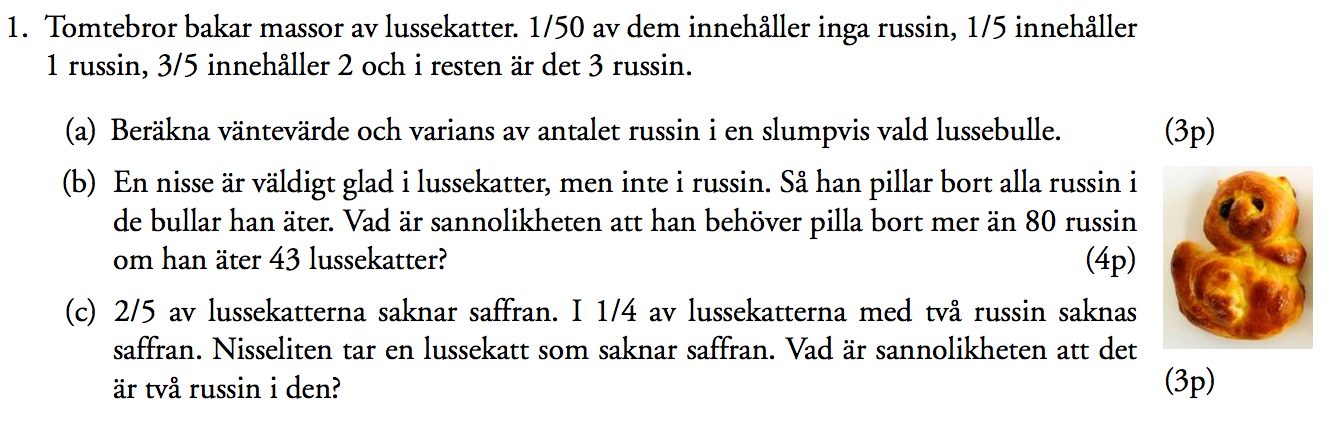 1. Tomtebror bakar massor av lussekatter. 1/50 av dem innehåller inga russin, 1/5 innehåller
1 russin, 3/5 innehåller 2 och i resten är det 3 russin.
(a) Beräkna väntevärde och varians av antalet russin i en slumpvis vald lussebulle. (3p)
(b) En nisse är väldigt glad i lussekatter, men inte i russin. Så han pillar bort alla russin i
de bullar han äter. Vad är sannolikheten att han behöver pilla bort mer än 80 russin
om han äter 43 lussekatter? (4p)
(c) 2/5 av lussekatterna saknar saffran. I 1/4 av lussekatterna med två russin saknas
saffran. Nisseliten tar en lussekatt som saknar saffran. Vad är sannolikheten att det
är två russin i den? (3p)